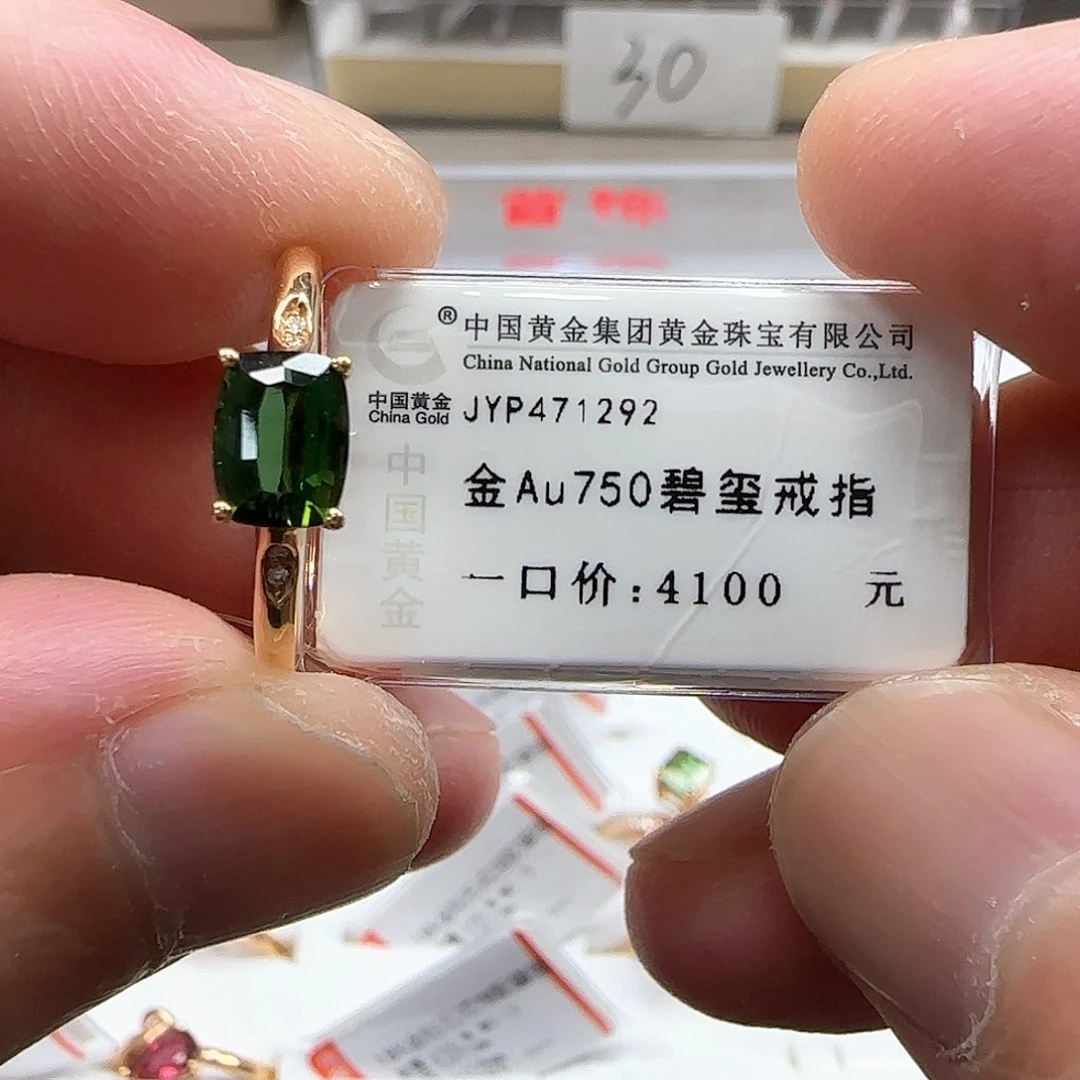 30
首饰
® 中国黄金集团黄金珠宝有限公司
China National Gold Group Gold Jewellery Co.,Ltd.
中国黄金
China Gold
JYP471292
中国黄金
金Au750碧玺戒指
一口价:4100 元